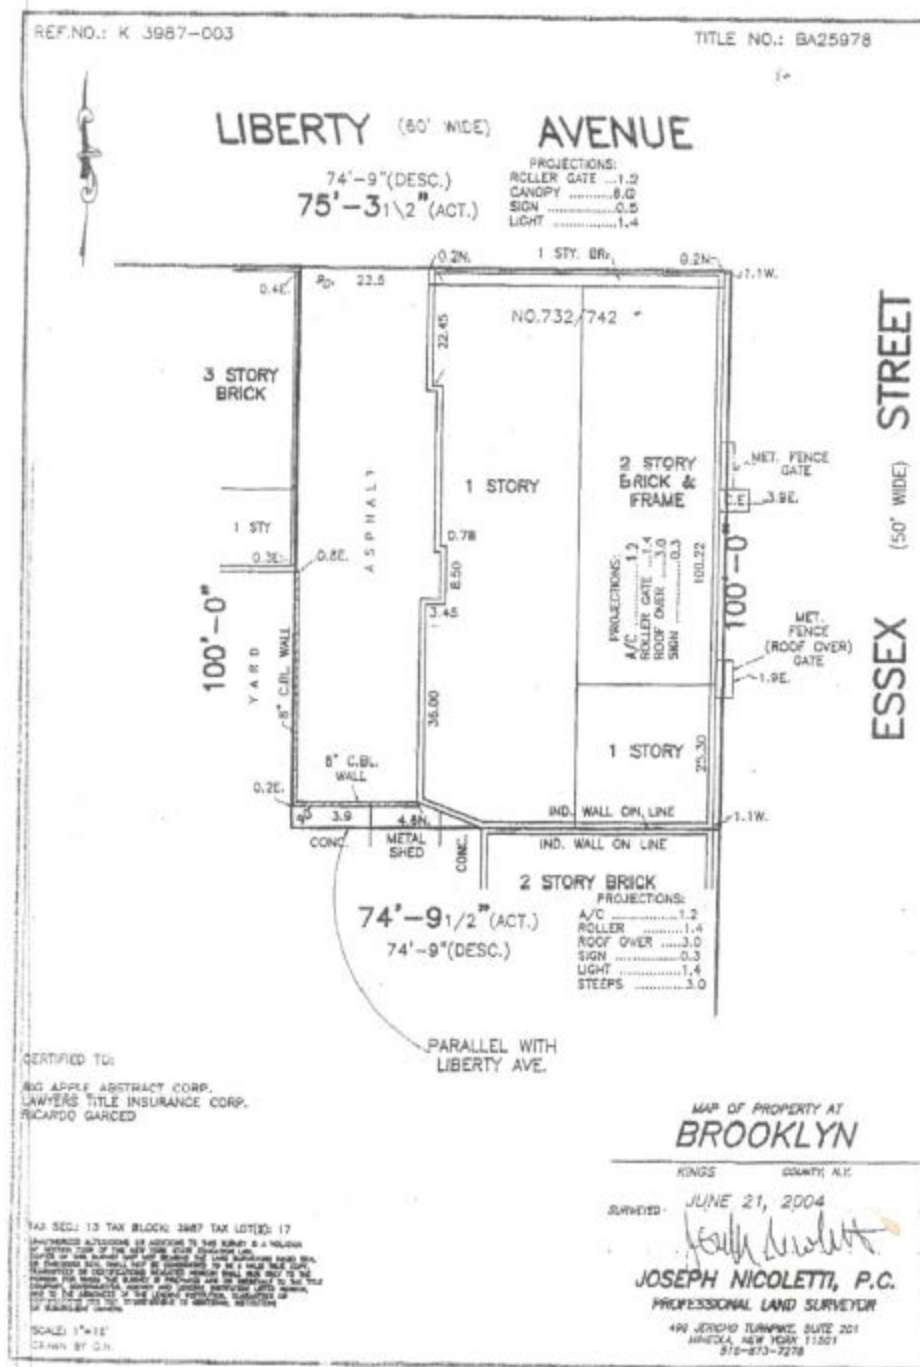 REF.NO.: K 3987-003
TITLE NO.: BA25978
LIBERTY (60' WIDE) AVENUE
74'-9"(DESC.)
75'-3 1\2" (ACT.)
PROJECTIONS:
ROLLER GATE ...1.2
CANOPY .........6.0
SIGN ..............0.5
LIGHT .............1.4
0.2N.
1 STY. BR.
0.2N.
1.1W.
0.4E.
22.5
22.45
NO.732/742
3 STORY
BRICK
1 STORY
2 STORY
BRICK &
FRAME
MET. FENCE
GATE
C.E.
3.9E.
ESSEX (50' WIDE) STREET
ASPHALT
1 STY
0.3E.
0.8E.
0.78
8.50
3.45
PROJECTIONS:
A/C ..........1.2
ROLLER GATE ...1.4
ROOF OVER ....3.0
SIGN ..........0.3
100.22
100'-0"
100'-0"
YARD
8" C.BL. WALL
MET.
FENCE
(ROOF OVER)
GATE
1.9E.
36.00
1 STORY
25.30
8" C.BL.
WALL
0.2E.
IND. WALL ON LINE
1.1W.
3.9
4.8N.
CONC.
METAL
SHED
CONC.
IND. WALL ON LINE
2 STORY BRICK
PROJECTIONS:
A/C .............1.2
ROLLER .........1.4
ROOF OVER ....3.0
SIGN ............0.3
LIGHT ............1.4
STEEPS ..........3.0
74'-9 1/2" (ACT.)
74'-9"(DESC.)
PARALLEL WITH
LIBERTY AVE.
CERTIFIED TO:
BIG APPLE ABSTRACT CORP.
LAWYERS TITLE INSURANCE CORP.
RICARDO GARCED
MAP OF PROPERTY AT
BROOKLYN
KINGS COUNTY, N.Y.
SURVEYED: JUNE 21, 2004
JOSEPH NICOLETTI, P.C.
PROFESSIONAL LAND SURVEYOR
499 JERICHO TURNPIKE, SUITE 201
MINEOLA, NEW YORK 11501
516-873-7278
TAX SEC.: 13 TAX BLOCK: 3987 TAX LOT(S): 17
SCALE: 1"=15'
DRAWN BY G.N.